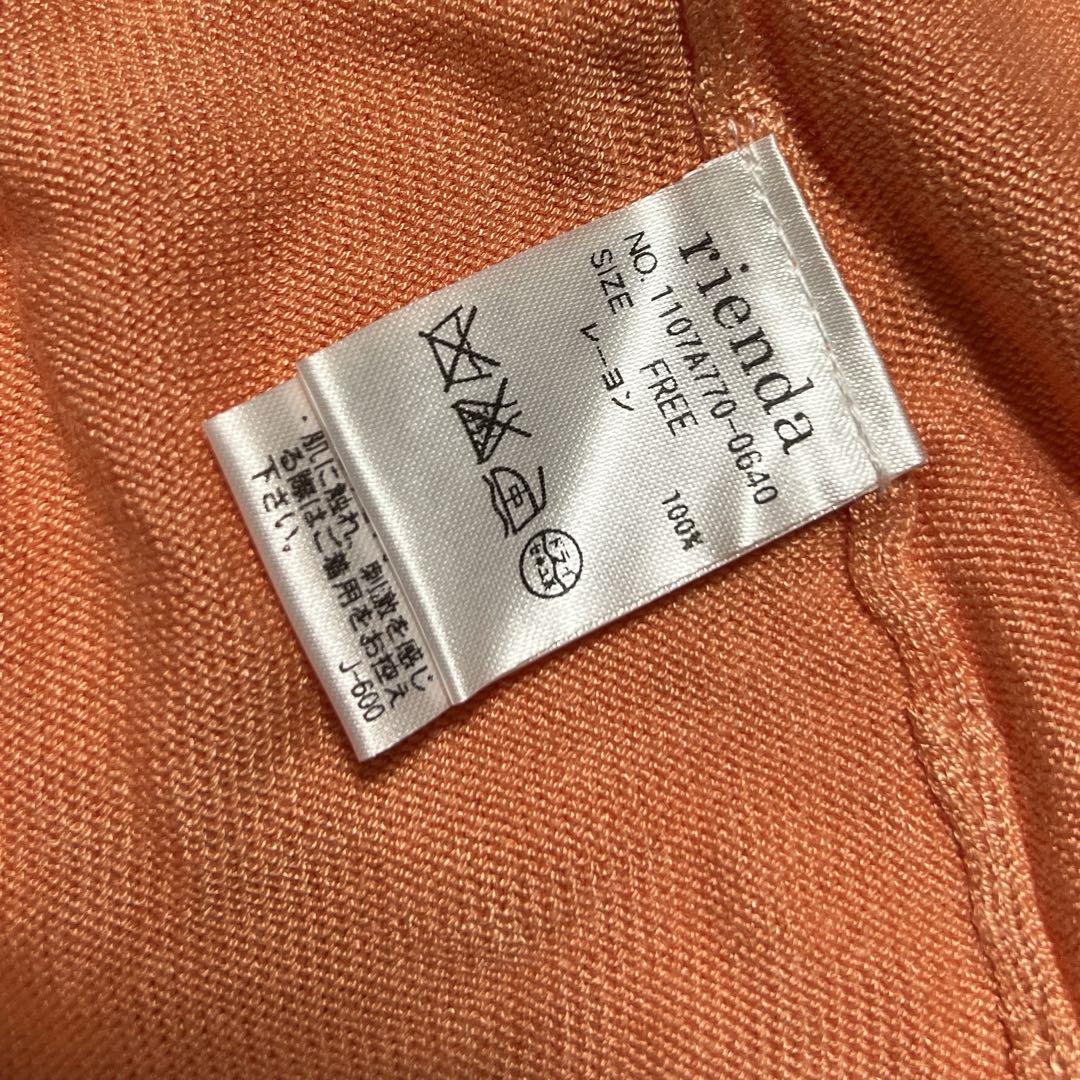 rienda
NO. 1107A770-0640
SIZE FREE
レーヨン 100%
ドライ
・肌に触れ、刺激を感じ
る際はご着用をお控え
下さい。
J-600